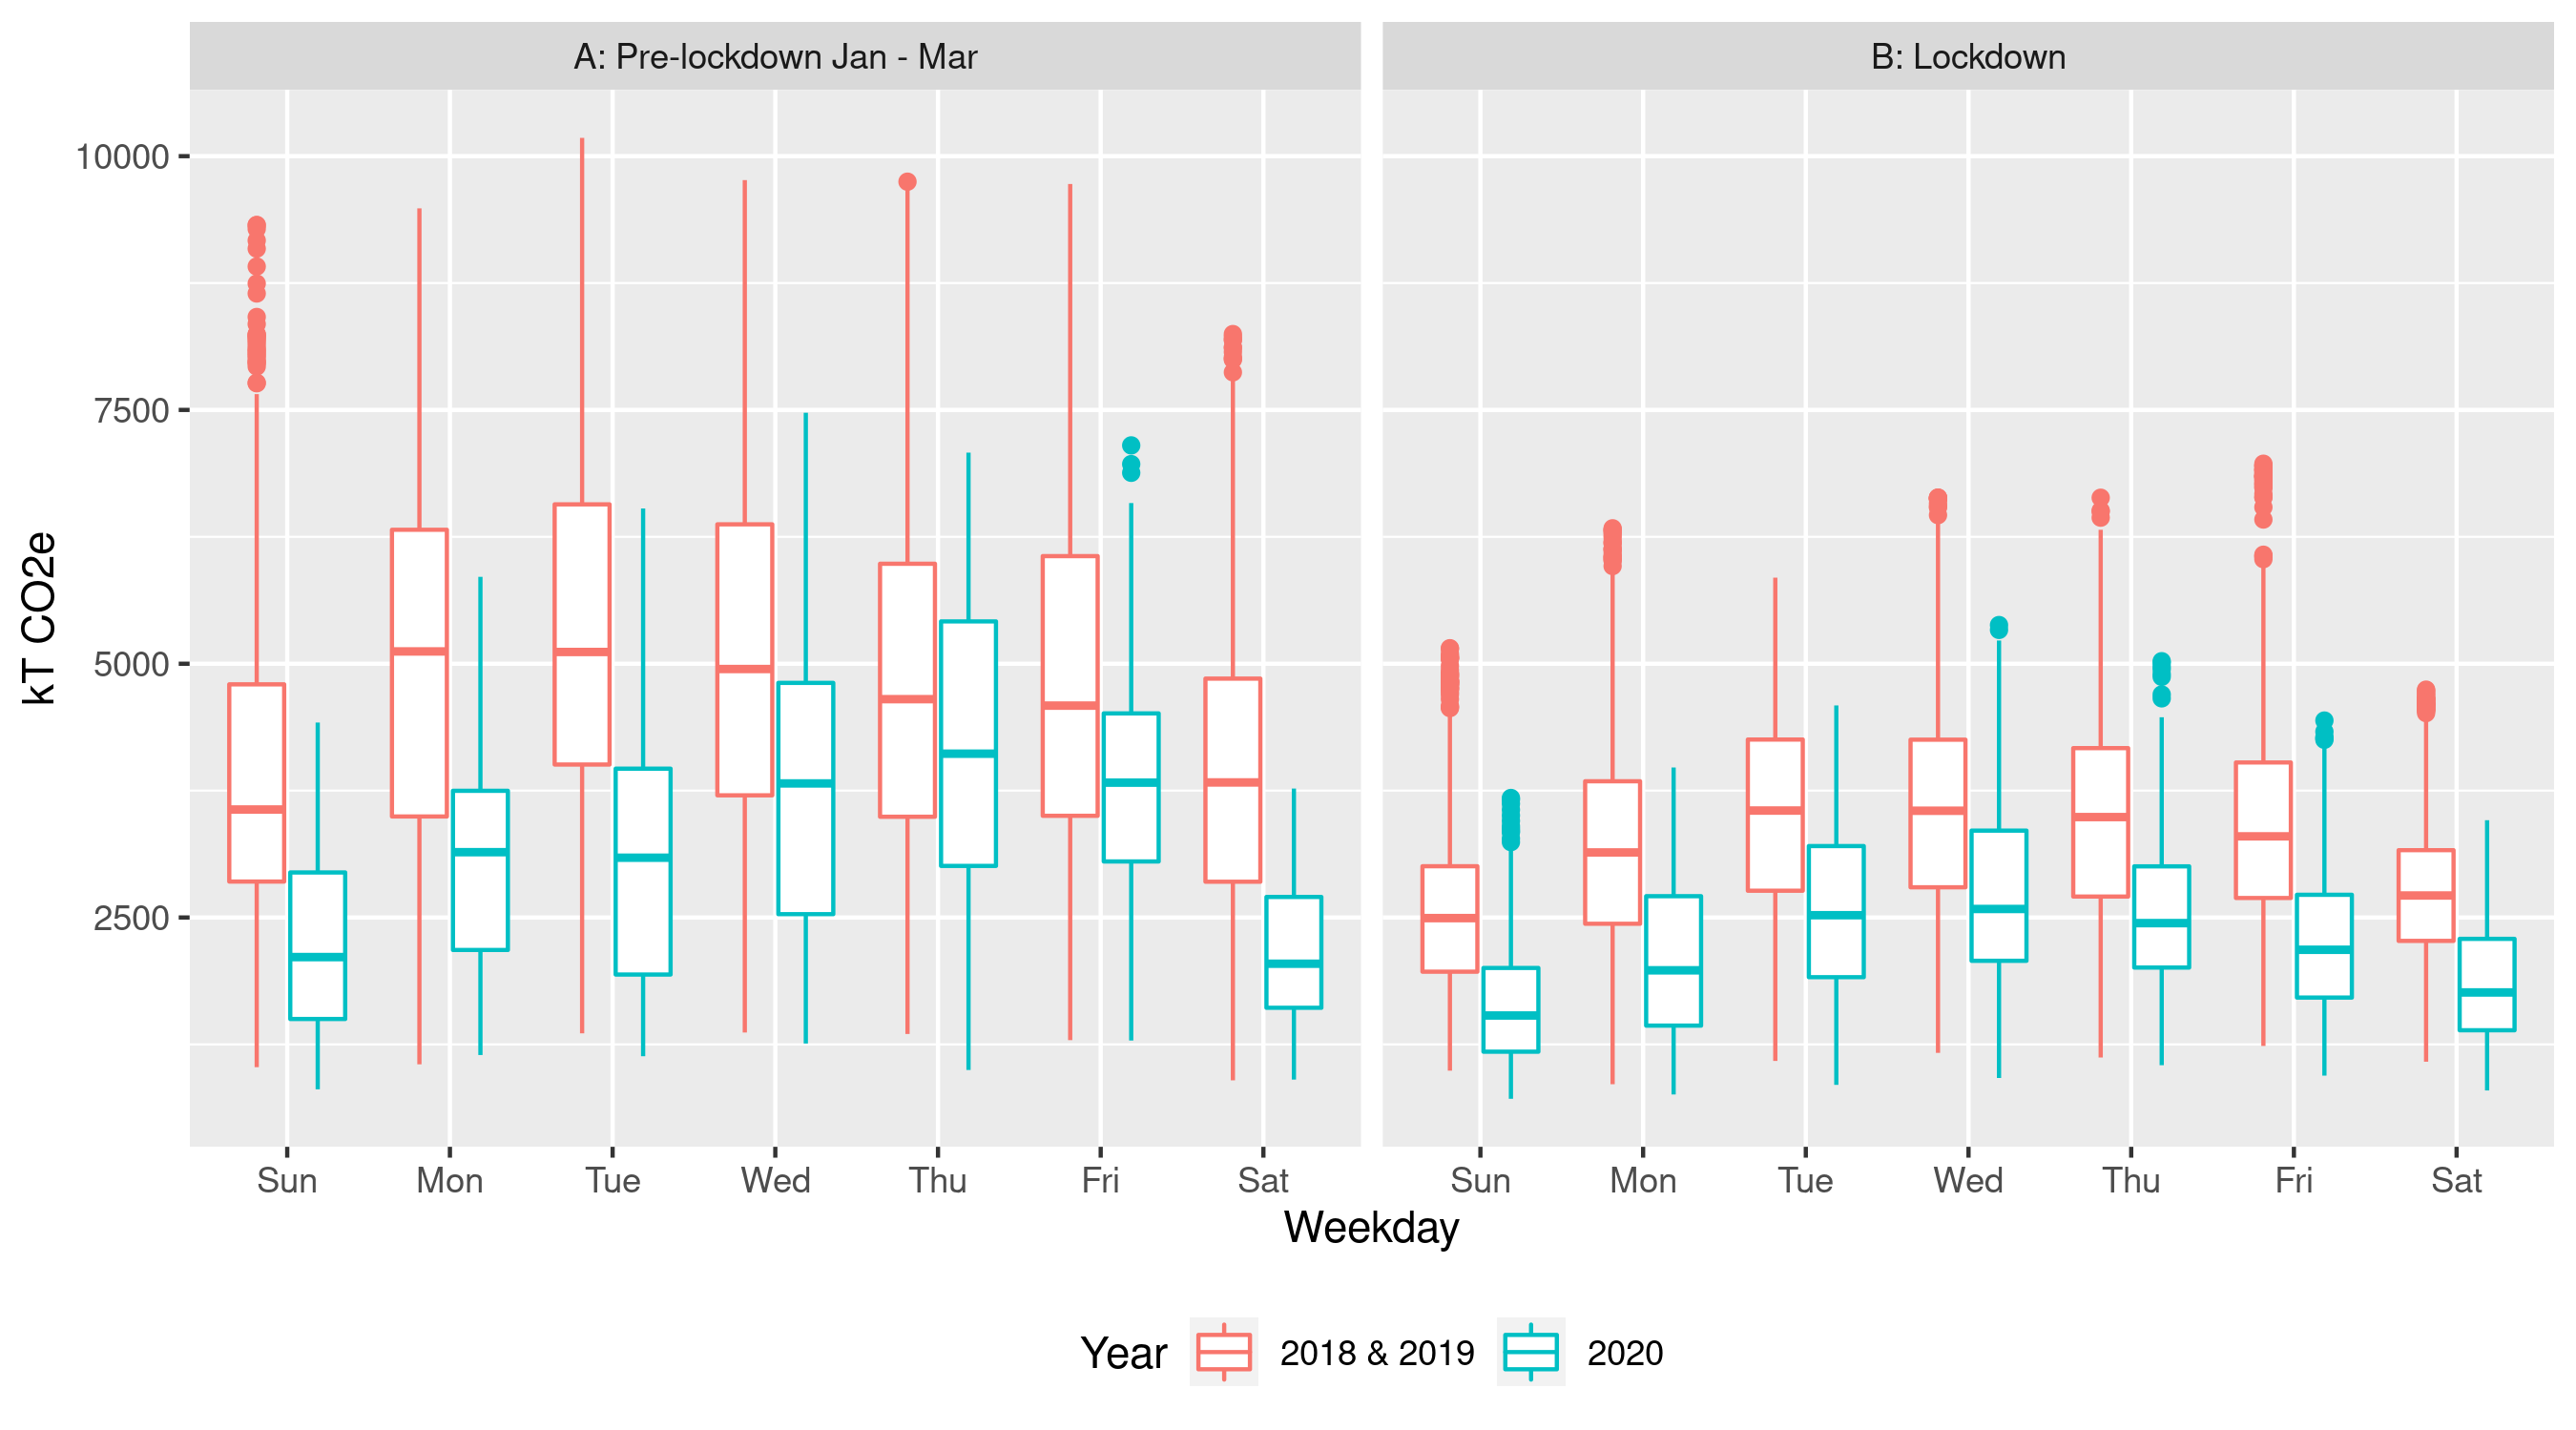 A: Pre-lockdown Jan - Mar
B: Lockdown
10000
7500
5000
2500
kT CO2e
Sun Mon Tue Wed Thu Fri Sat
Sun Mon Tue Wed Thu Fri Sat
Weekday
Year 2018 & 2019 2020